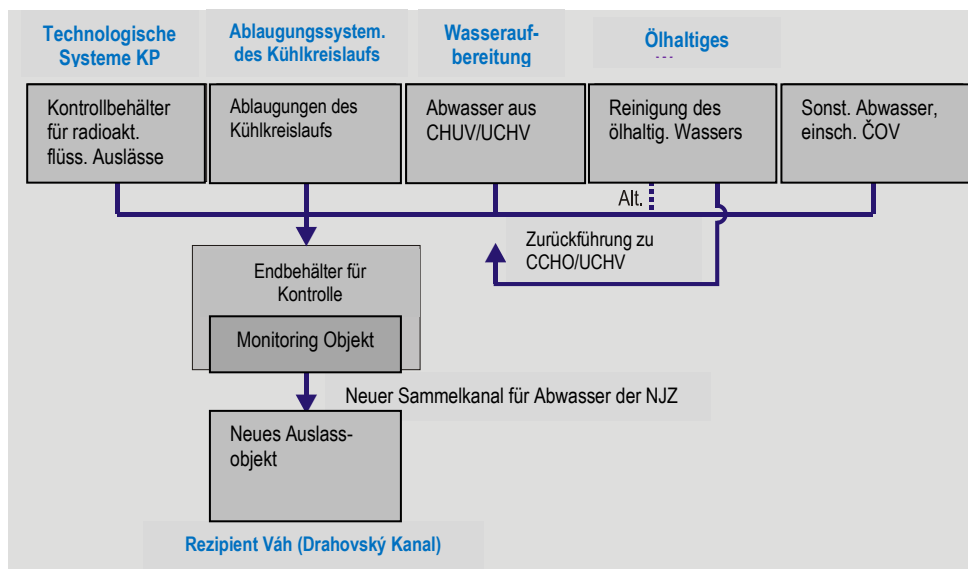 Technologische
Systeme KP
Ablaugungssystem.
des Kühlkreislaufs
Wasserauf-
bereitung
Ölhaltiges
Kontrollbehälter
für radioakt.
flüss. Auslässe
Ablaugungen des
Kühlkreislaufs
Abwasser aus
CHUV/UCHV
Reinigung des
ölhaltig. Wassers
Sonst. Abwasser,
einsch. ČOV
Alt.
Zurückführung zu
CCHO/UCHV
Endbehälter für
Kontrolle
Monitoring Objekt
Neuer Sammelkanal für Abwasser der NJZ
Neues Auslass-
objekt
Rezipient Váh (Drahovský Kanal)